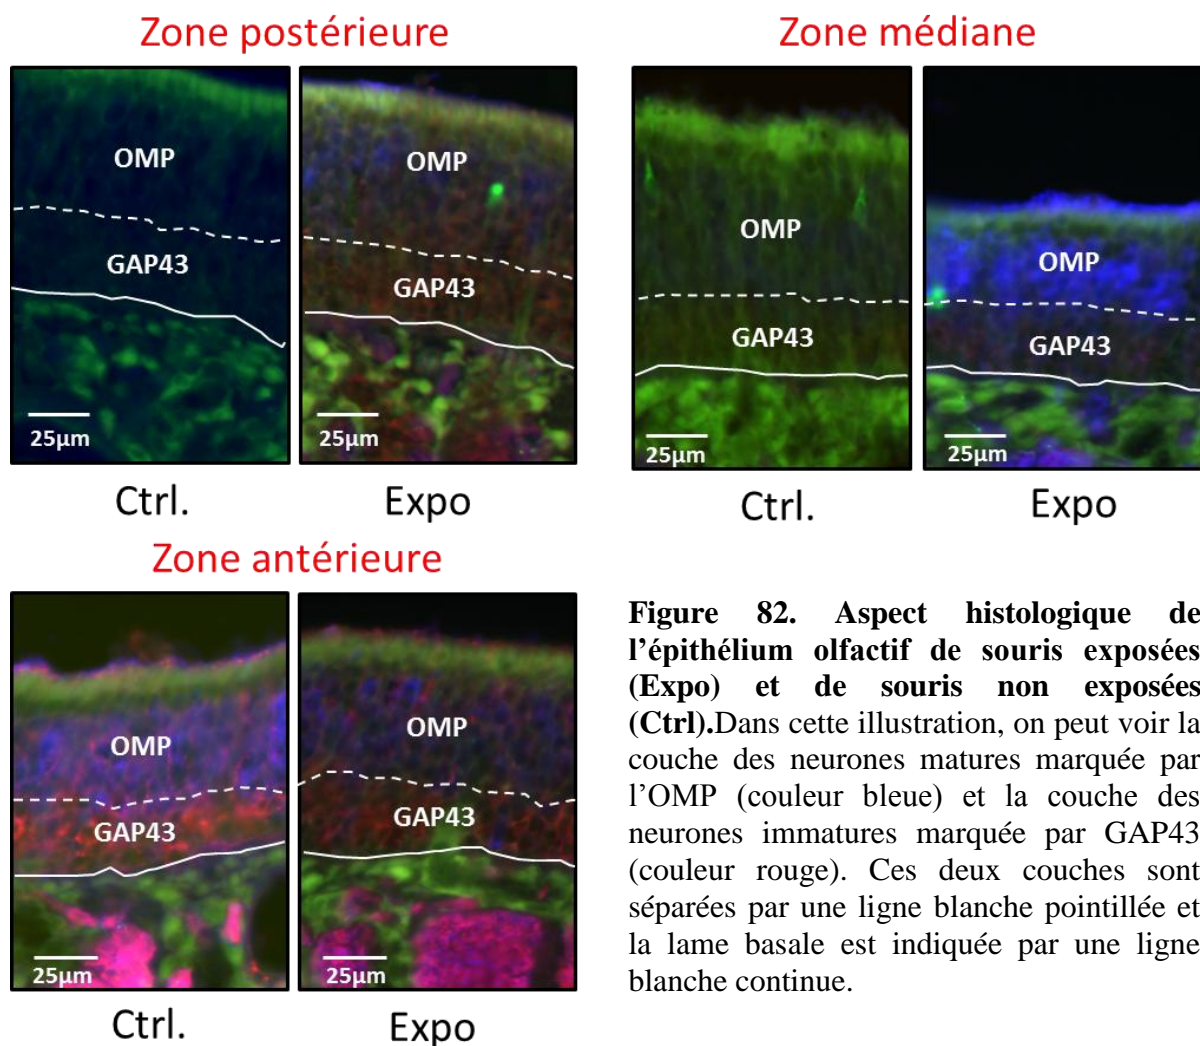 Zone postérieure
OMP
GAP43
25µm
OMP
GAP43
25µm
Ctrl.
Expo
Zone médiane
OMP
GAP43
25µm
OMP
GAP43
25µm
Ctrl.
Expo
Zone antérieure
OMP
GAP43
25µm
OMP
GAP43
25µm
Ctrl.
Expo
Figure 82. Aspect histologique de
l’épithélium olfactif de souris exposées
(Expo) et de souris non exposées
(Ctrl).Dans cette illustration, on peut voir la
couche des neurones matures marquée par
l’OMP (couleur bleue) et la couche des
neurones immatures marquée par GAP43
(couleur rouge). Ces deux couches sont
séparées par une ligne blanche pointillée et
la lame basale est indiquée par une ligne
blanche continue.